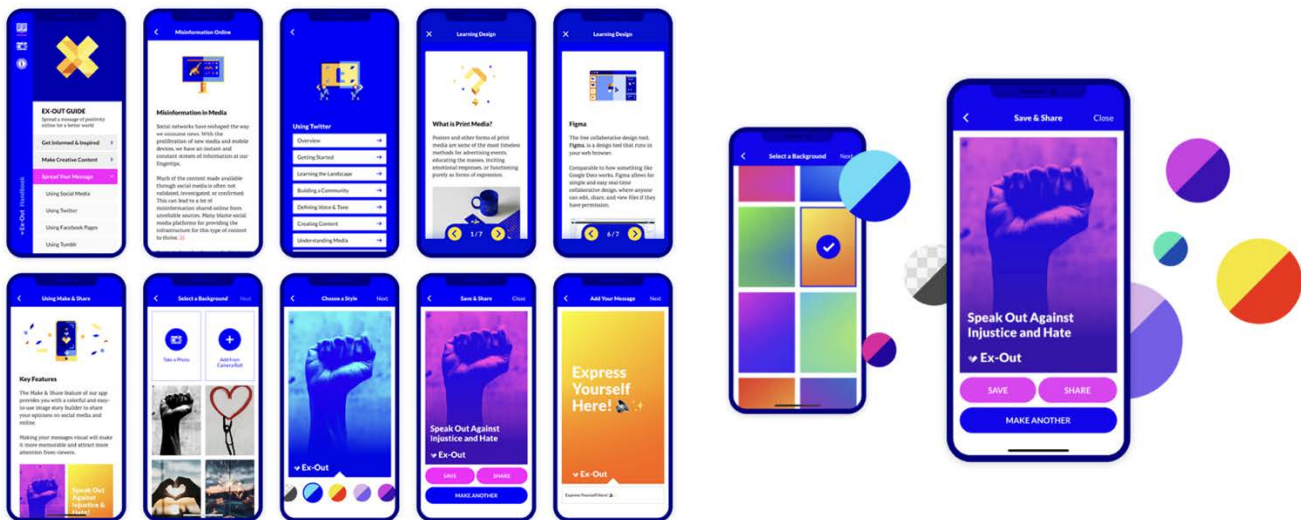 EX-OUT GUIDE
Spread a message of positivity
online for a better world
Get Informed & Inspired
Make Creative Content
Spread Your Message
Using Social Media
Using Twitter
Using Facebook Pages
Using Tumblr
Ex-Out Handbook
Misinformation Online
Misinformation in Media
Social networks have reshaped the way
we consume news. With the
proliferation of new media and mobile
devices, we have an instant and
constant stream of information at our
fingertips.
Much of the content made available
through social media is often not
validated, investigated, or confirmed.
This can lead to a lot of
misinformation shared online from
unreliable sources. Many blame social
media platforms for providing the
infrastructure for this type of content
to thrive.
Using Twitter
Overview
Getting Started
Learning the Landscape
Building a Community
Defining Voice & Tone
Creating Content
Understanding Media
Learning Design
What is Print Media?
Posters and other forms of print
media are some of the most timeless
methods for advertising events,
educating the masses, inciting
emotional responses, or functioning
purely as forms of expression.
1/7
Learning Design
Figma
The free collaborative design tool,
Figma, is a design tool that runs in
your web browser.
Comparable to how something like
Google Docs works. Figma allows for
simple and easy real-time
collaborative design, where anyone
can edit, share, and view files if they
have permission.
6/7
Using Make & Share
Key Features
The Make & Share feature of our app
provides you with a colorful and easy-
to-use image story builder to share
your opinions on social media and
online.
Making your messages visual will make
it more memorable and attract more
attention from viewers.
Speak Out
Against
Injustice &
Hate!
Select a Background
Next
Take a Photo
Add from
Camera Roll
Choose a Style
Next
Ex-Out
Save & Share
Close
Speak Out Against
Injustice and Hate
Ex-Out
SAVE
SHARE
MAKE ANOTHER
Add Your Message
Next
Express
Yourself
Here!
Ex-Out
Express Yourself Here!
Select a Background
Next
Save & Share
Close
Speak Out Against
Injustice and Hate
Ex-Out
SAVE
SHARE
MAKE ANOTHER